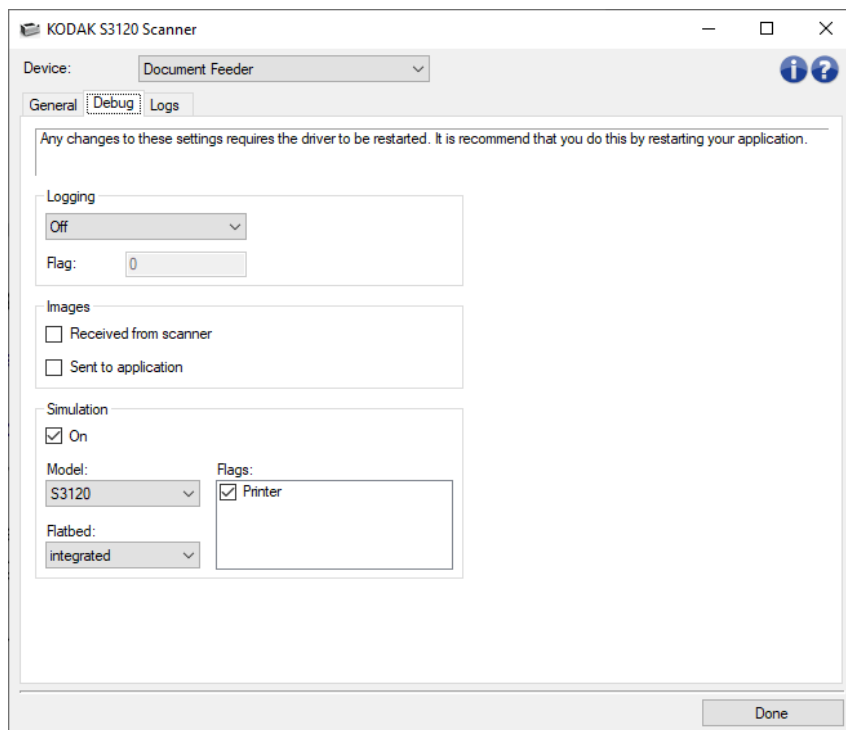 KODAK S3120 Scanner
Device: Document Feeder
General Debug Logs
Any changes to these settings requires the driver to be restarted. It is recommend that you do this by restarting your application.
Logging
Off
Flag: 0
Images
Received from scanner
Sent to application
Simulation
On
Model: Flags:
S3120 Printer
Flatbed:
integrated
Done